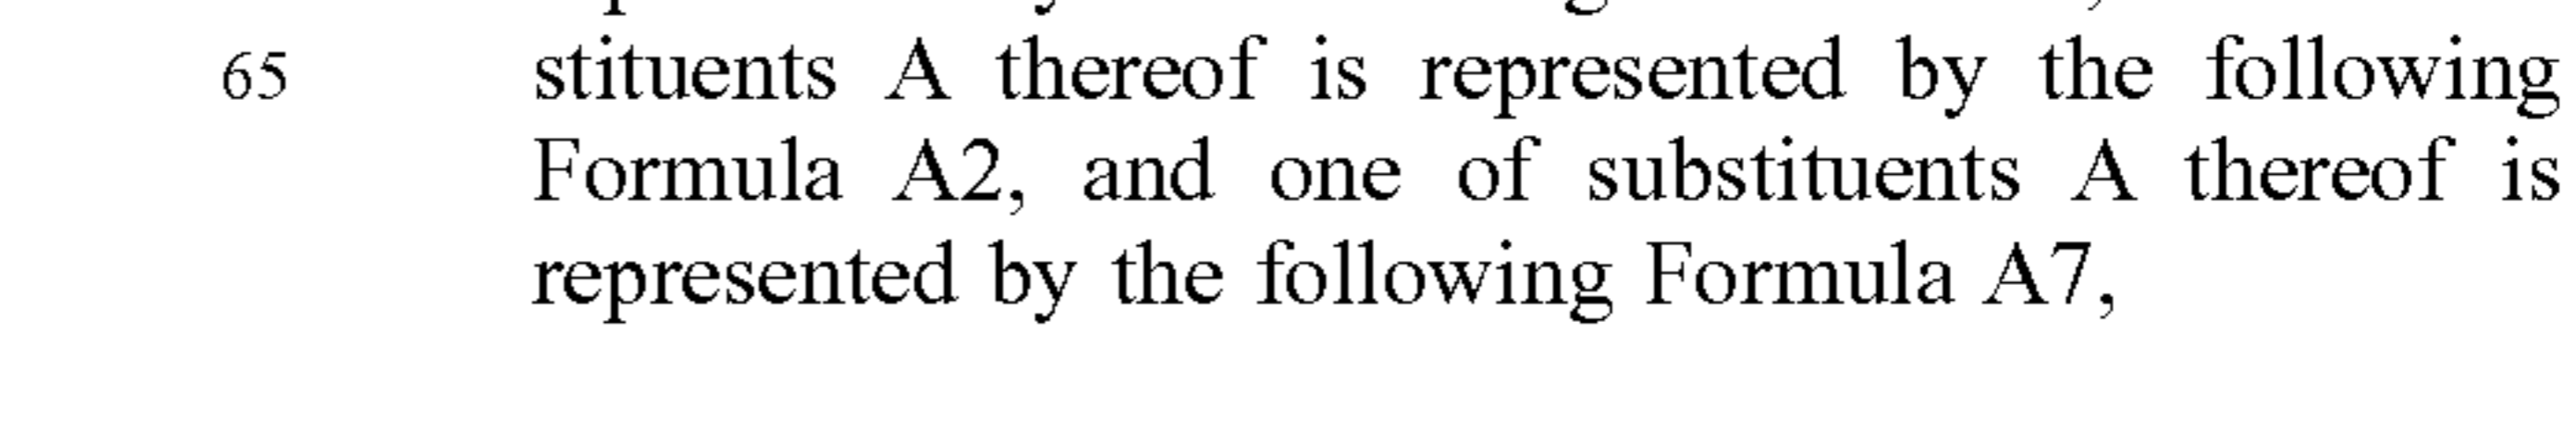 65 stituents A thereof is represented by the following
Formula A2, and one of substituents A thereof is
represented by the following Formula A7,